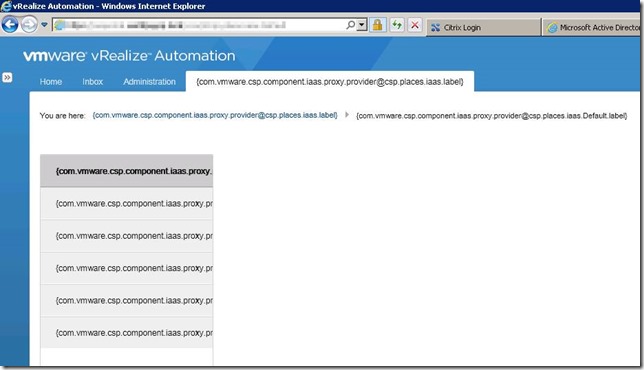 vRealize Automation - Windows Internet Explorer
Citrix Login
Microsoft Active Director
vmware vRealize™ Automation
Home Inbox Administration {com.vmware.csp.component.iaas.proxy.provider@csp.places.iaas.label}
You are here: {com.vmware.csp.component.iaas.proxy.provider@csp.places.iaas.label} {com.vmware.csp.component.iaas.proxy.provider@csp.places.iaas.Default.label}
{com.vmware.csp.component.iaas.proxy.
{com.vmware.csp.component.iaas.proxy.pr
{com.vmware.csp.component.iaas.proxy.pr
{com.vmware.csp.component.iaas.proxy.pr
{com.vmware.csp.component.iaas.proxy.pr
{com.vmware.csp.component.iaas.proxy.pr